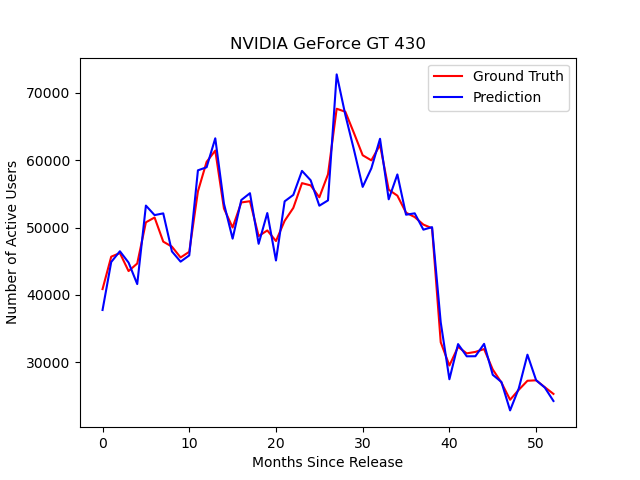 NVIDIA GeForce GT 430
Ground Truth
Prediction
Number of Active Users
70000
60000
50000
40000
30000
0 10 20 30 40 50
Months Since Release